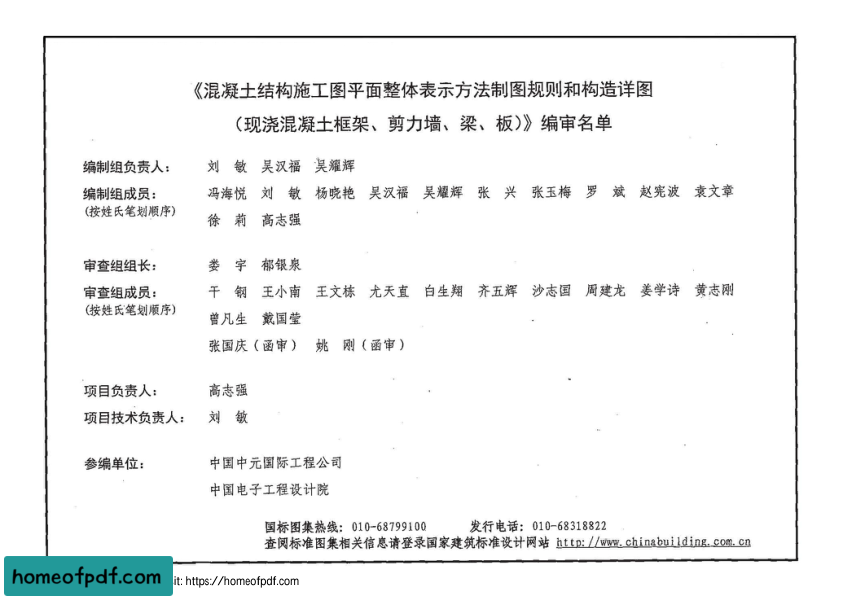 《混凝土结构施工图平面整体表示方法制图规则和构造详图
（现浇混凝土框架、剪力墙、梁、板）》编审名单
编制组负责人： 刘 敏 吴汉福 吴耀辉
编制组成员： 冯海悦 刘 敏 杨晓艳 吴汉福 吴耀辉 张 兴 张玉梅 罗 斌 赵宪波 袁文章
（按姓氏笔划顺序） 徐 莉 高志强
审查组组长： 娄 宇 郁银泉
审查组成员： 干 钢 王小南 王文栋 尤天直 白生翔 齐五辉 沙志国 周建龙 姜学诗 黄志刚
（按姓氏笔划顺序） 曾凡生 戴国莹
张国庆（函审） 姚 刚（函审）
项目负责人： 高志强
项目技术负责人： 刘 敏
参编单位： 中国中元国际工程公司
中国电子工程设计院
国标图集热线：010-68799100 发行电话：010-68318822
查阅标准图集相关信息请登录国家建筑标准设计网站 http://www.chinabuilding.com.cn
homeofpdf.com
it: https://homeofpdf.com